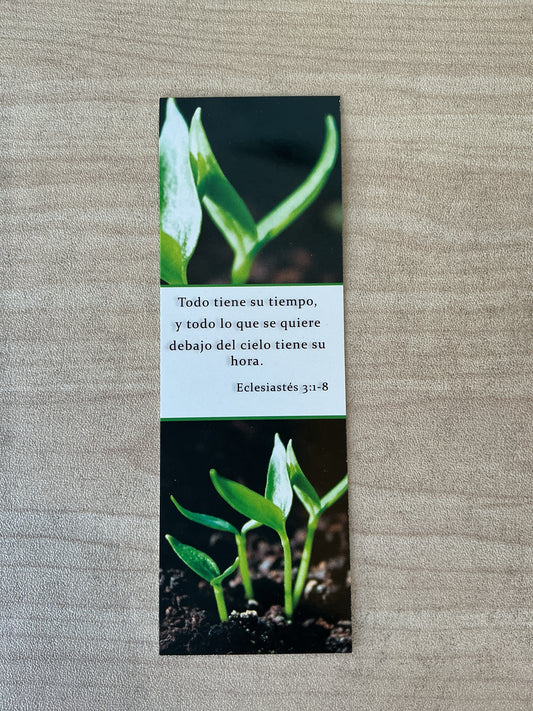 Todo tiene su tiempo,
y todo lo que se quiere
debajo del cielo tiene su
hora.
Eclesiastés 3:1-8